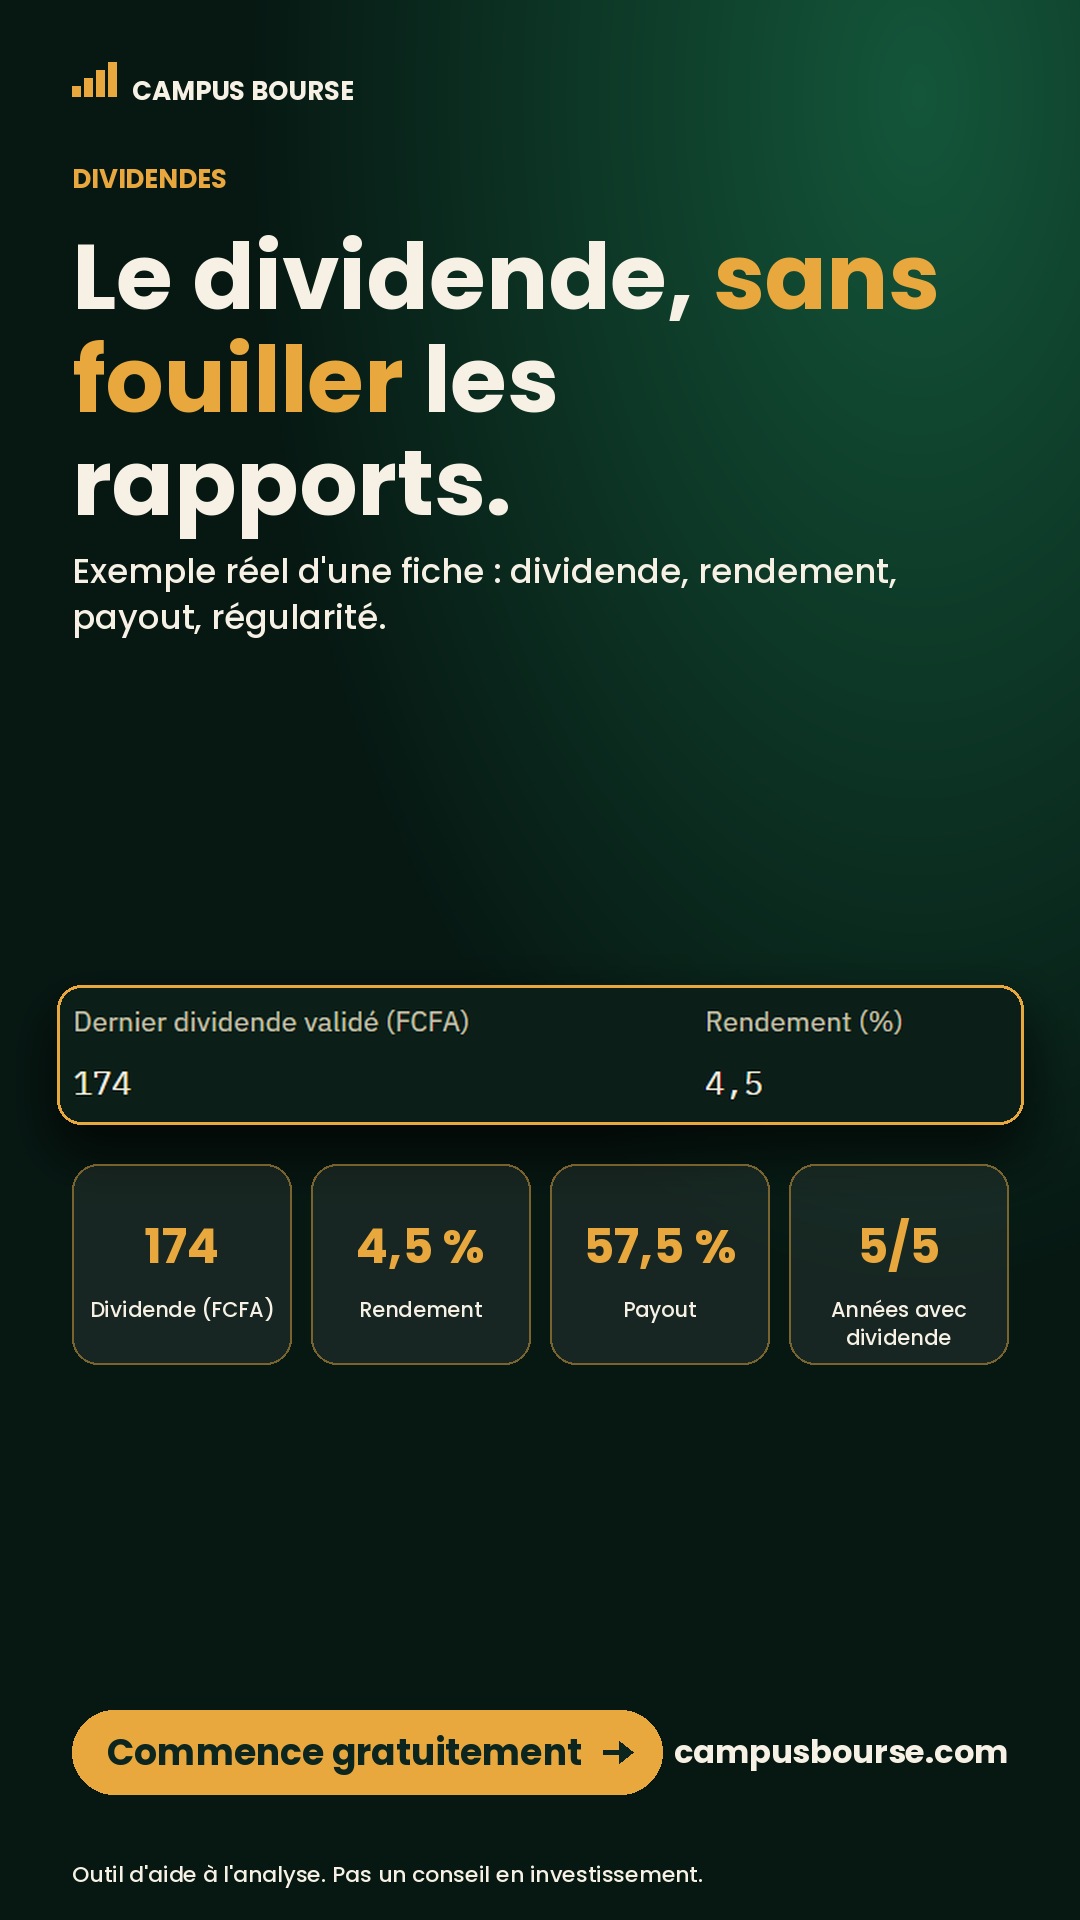 CAMPUS BOURSE
DIVIDENDES
Le dividende, sans
fouiller les
rapports.
Exemple réel d'une fiche : dividende, rendement,
payout, régularité.
Dernier dividende validé (FCFA) Rendement (%)
174 4,5
174 4,5 % 57,5 % 5/5
Dividende (FCFA) Rendement Payout Années avec
dividende
Commence gratuitement → campusbourse.com
Outil d'aide à l'analyse. Pas un conseil en investissement.